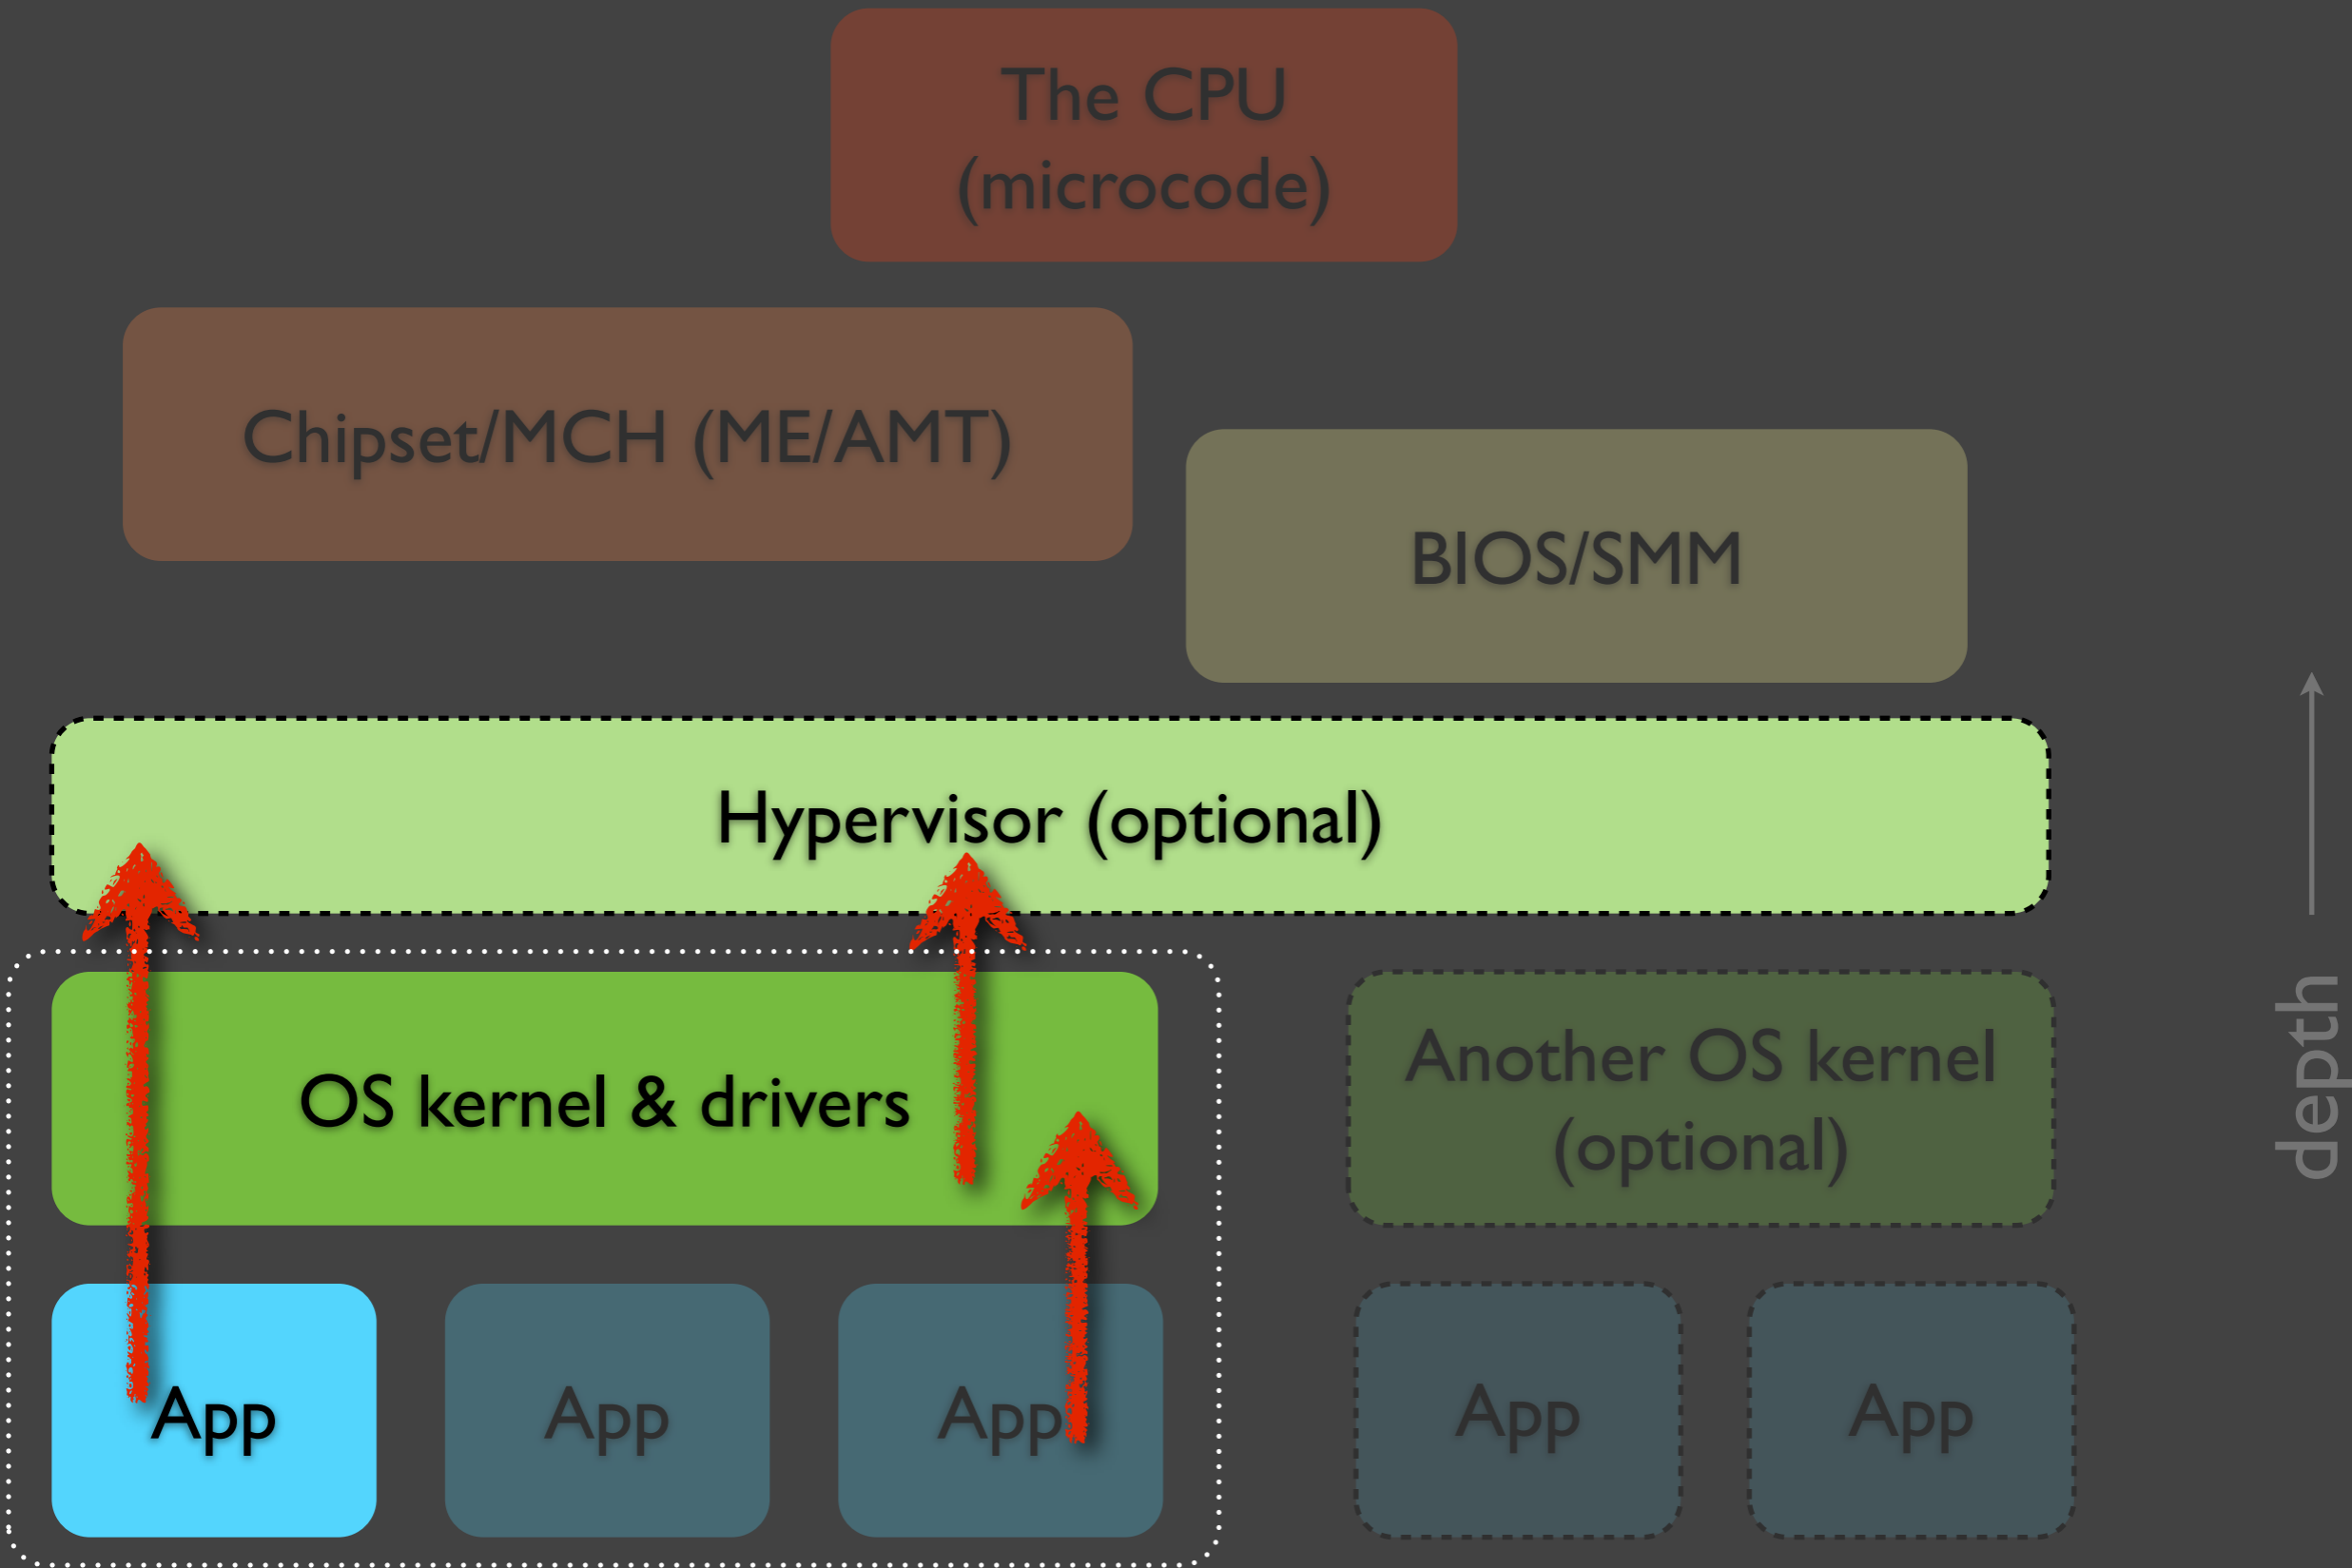 The CPU
(microcode)
Chipset/MCH (ME/AMT)
BIOS/SMM
Hypervisor (optional)
OS kernel & drivers
Another OS kernel
(optional)
depth
App
App
App
App
App